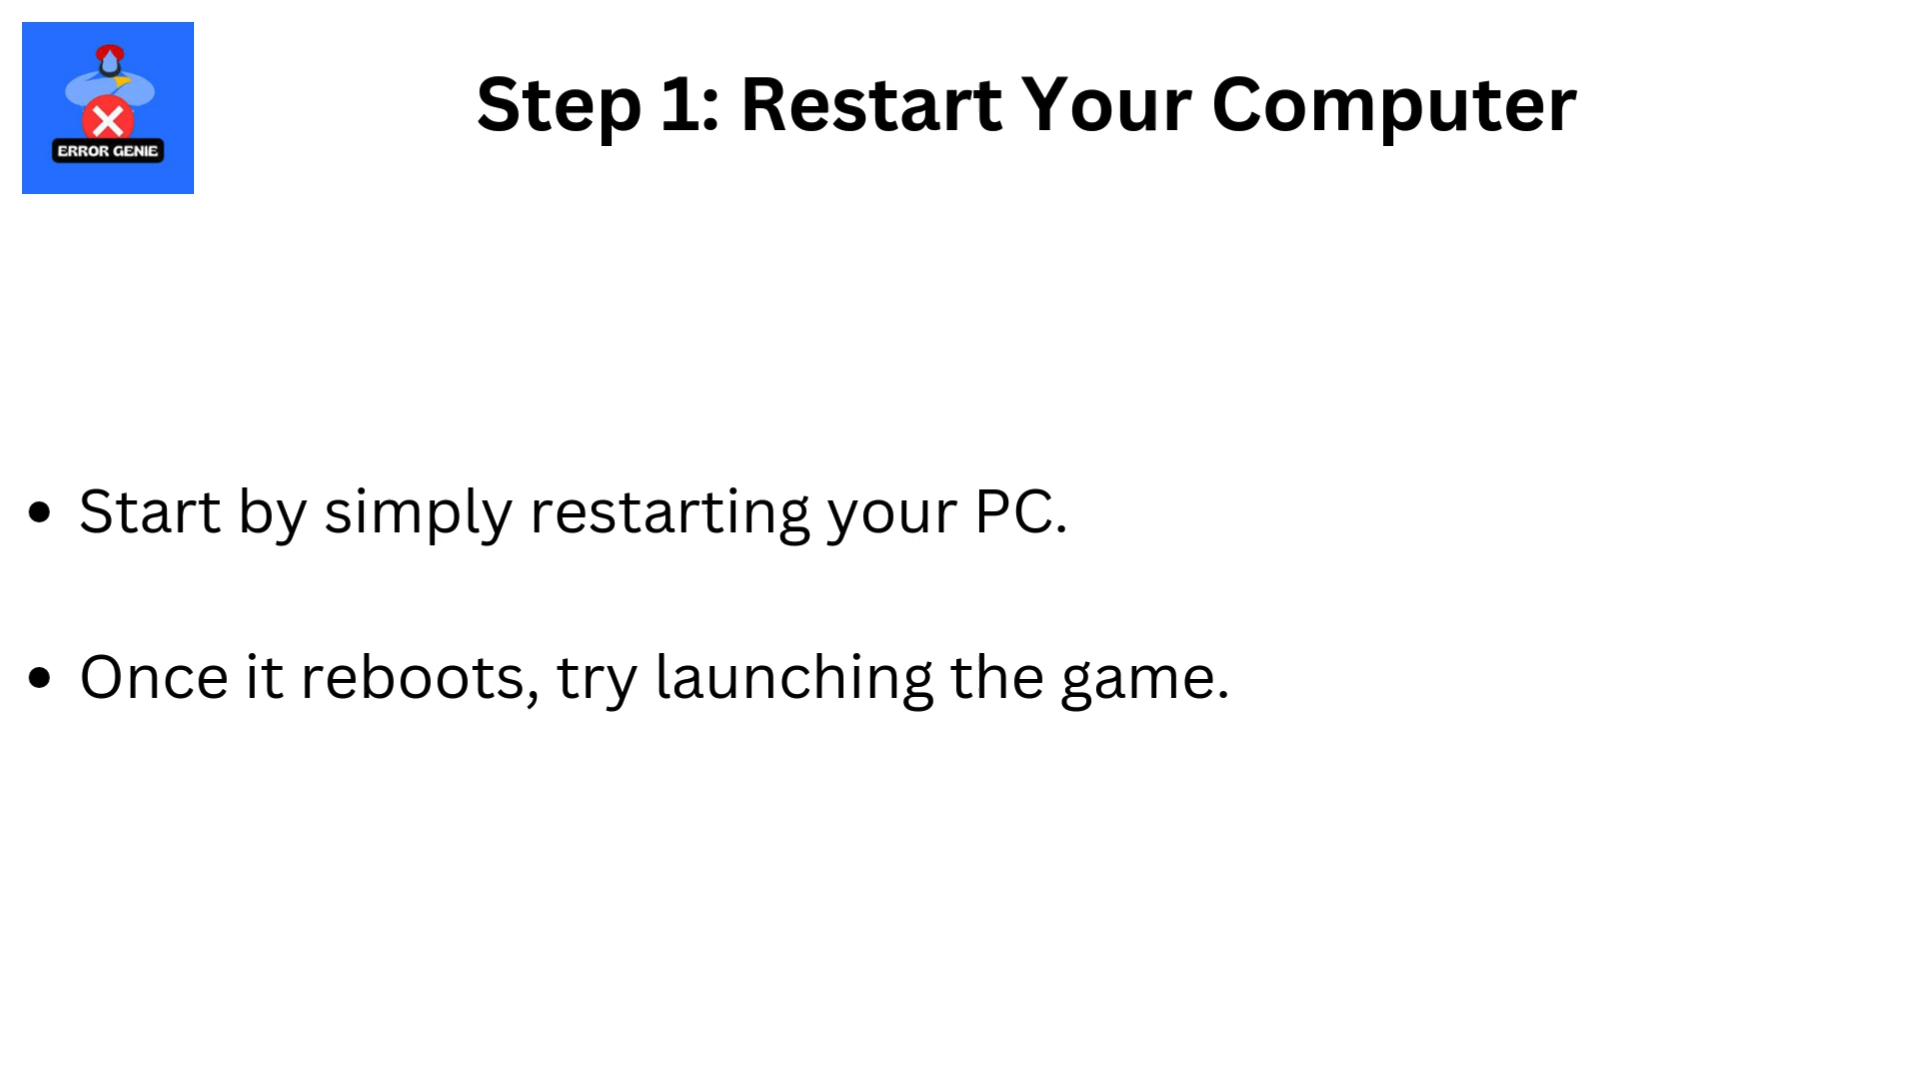 ERROR GENIE
Step 1: Restart Your Computer
• Start by simply restarting your PC.
• Once it reboots, try launching the game.